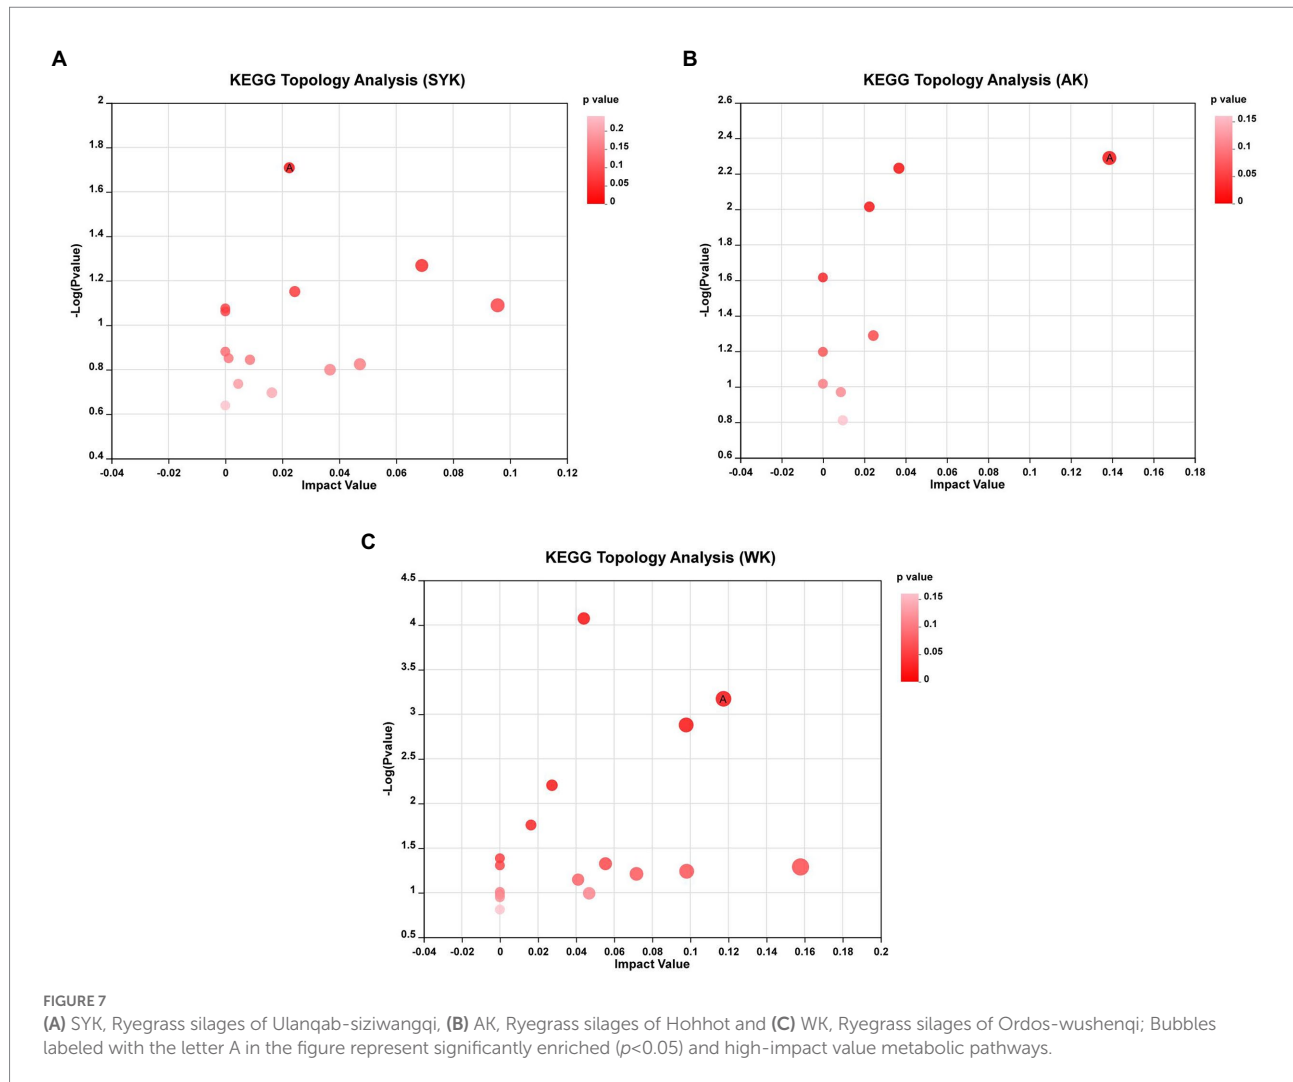 A
KEGG Topology Analysis (SYK)
-Log(Pvalue)
2
1.8
1.6
1.4
1.2
1
0.8
0.6
0.4
A
-0.04 -0.02 0 0.02 0.04 0.06 0.08 0.1 0.12
Impact Value
p value
0.2
0.15
0.1
0.05
0
B
KEGG Topology Analysis (AK)
-Log(Pvalue)
2.6
2.4
2.2
2
1.8
1.6
1.4
1.2
1
0.8
0.6
A
-0.04 -0.02 0 0.02 0.04 0.06 0.08 0.1 0.12 0.14 0.16 0.18
Impact Value
p value
0.15
0.1
0.05
0
C
KEGG Topology Analysis (WK)
-Log(Pvalue)
4.5
4
3.5
3
2.5
2
1.5
1
0.5
A
-0.04 -0.02 0 0.02 0.04 0.06 0.08 0.1 0.12 0.14 0.16 0.18 0.2
Impact Value
p value
0.15
0.1
0.05
0
FIGURE 7
(A) SYK, Ryegrass silages of Ulanqab-siziwangqi, (B) AK, Ryegrass silages of Hohhot and (C) WK, Ryegrass silages of Ordos-wushenqi; Bubbles
labeled with the letter A in the figure represent significantly enriched (p<0.05) and high-impact value metabolic pathways.